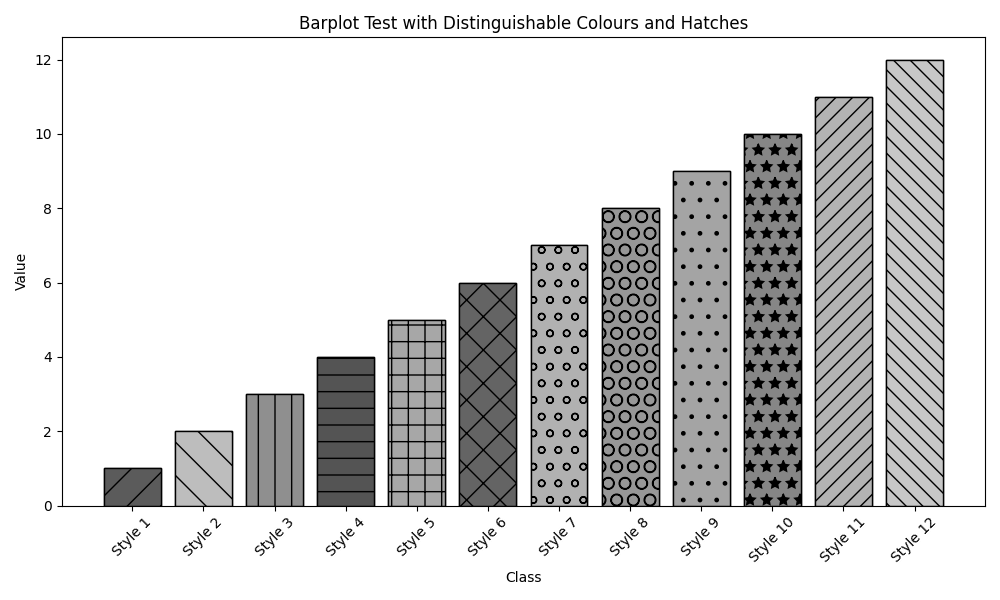 Barplot Test with Distinguishable Colours and Hatches
Value
12
10
8
6
4
2
0
Style 1
Style 2
Style 3
Style 4
Style 5
Style 6
Style 7
Style 8
Style 9
Style 10
Style 11
Style 12
Class